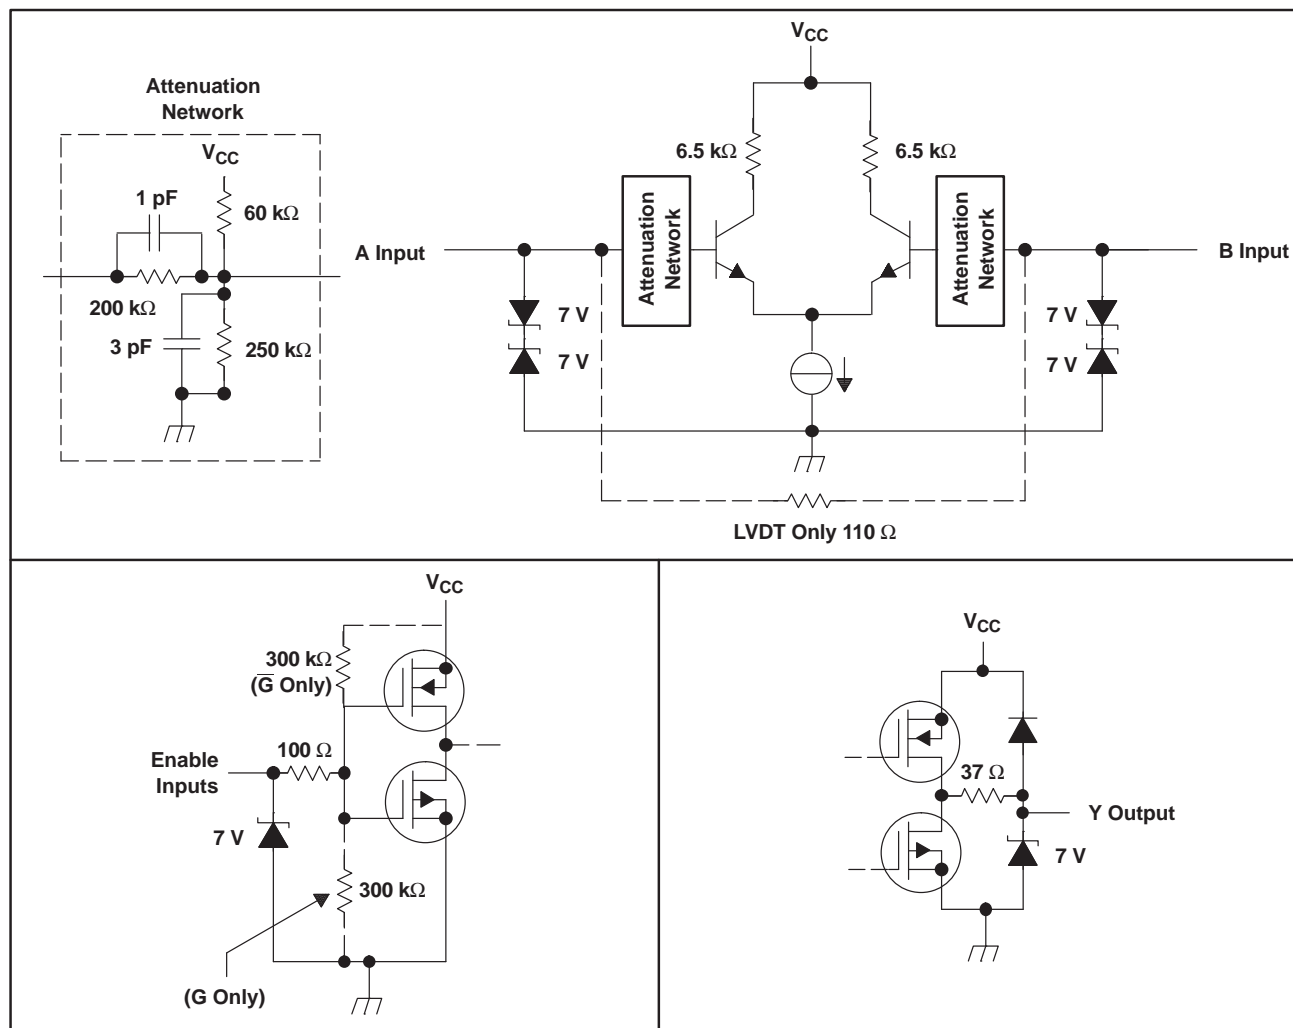 Attenuation
Network
VCC
1 pF
60 kΩ
200 kΩ
3 pF
250 kΩ
VCC
6.5 kΩ
6.5 kΩ
A Input
Attenuation
Network
Attenuation
Network
B Input
7 V
7 V
7 V
7 V
LVDT Only 110 Ω
VCC
300 kΩ
(G̅ Only)
100 Ω
Enable
Inputs
7 V
300 kΩ
(G Only)
VCC
37 Ω
Y Output
7 V